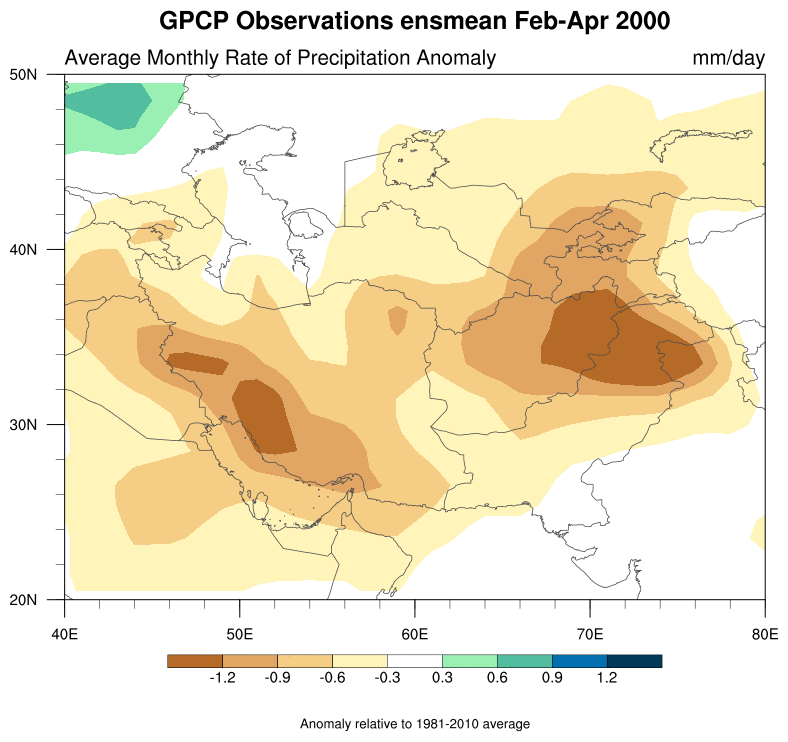 GPCP Observations ensmean Feb-Apr 2000
Average Monthly Rate of Precipitation Anomaly mm/day
50N
40N
30N
20N
40E 50E 60E 70E 80E
-1.2 -0.9 -0.6 -0.3 0.3 0.6 0.9 1.2
Anomaly relative to 1981-2010 average